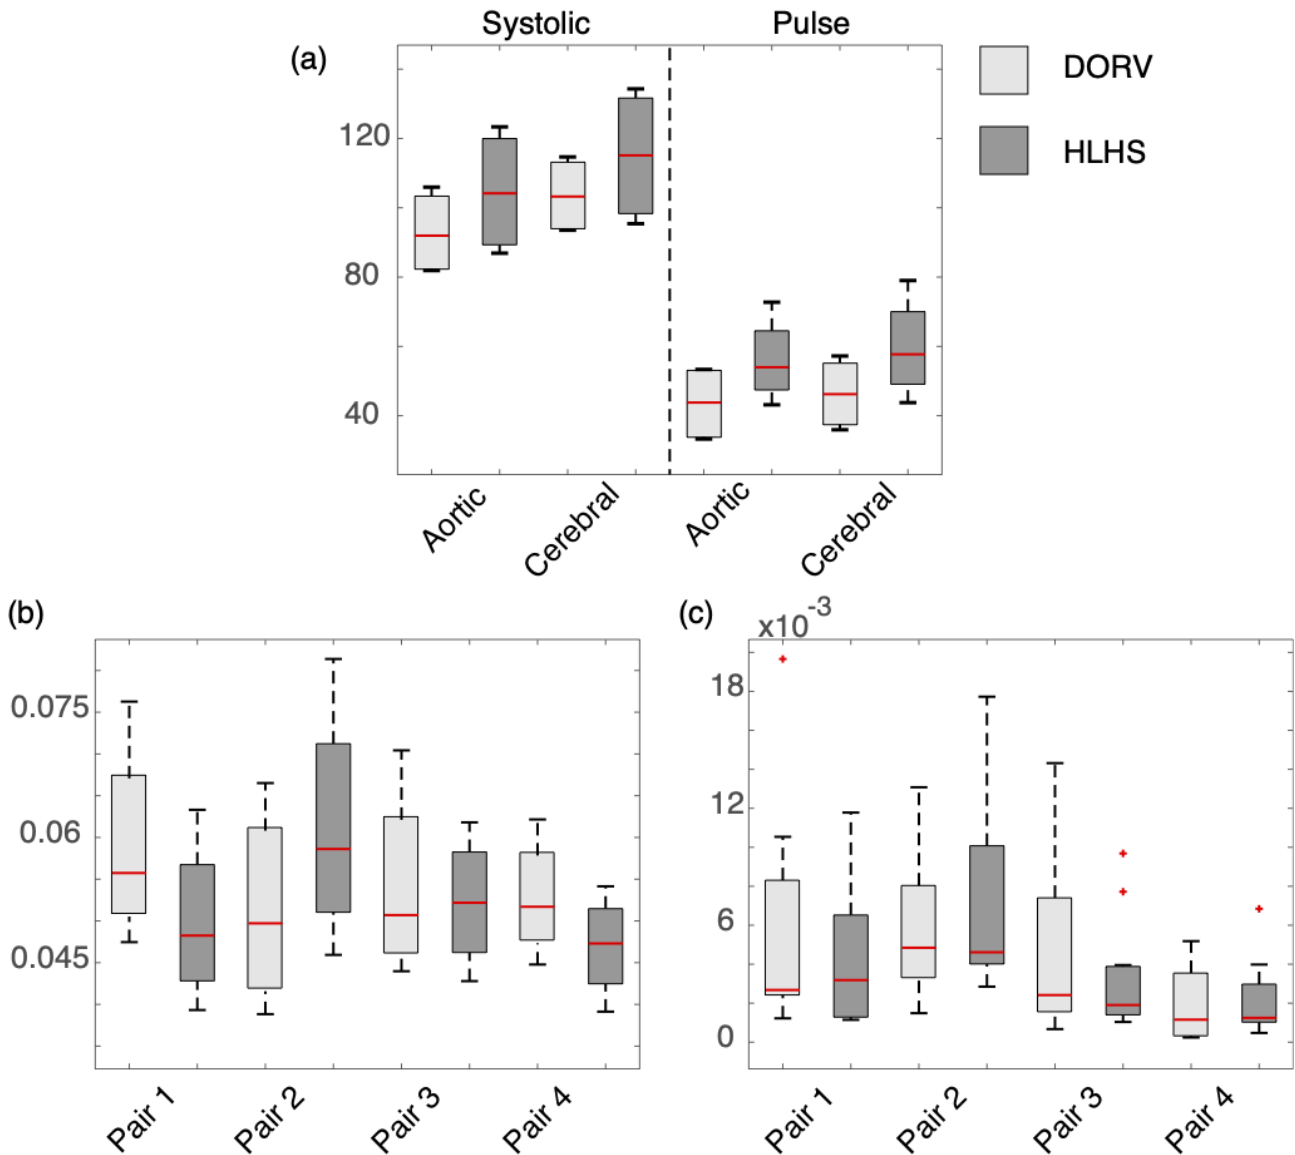 Systolic Pulse
(a)
DORV
HLHS
120
80
40
Aortic Cerebral Aortic Cerebral
(b)
0.075
0.06
0.045
Pair 1 Pair 2 Pair 3 Pair 4
(c)
x10-3
18
12
6
0
Pair 1 Pair 2 Pair 3 Pair 4